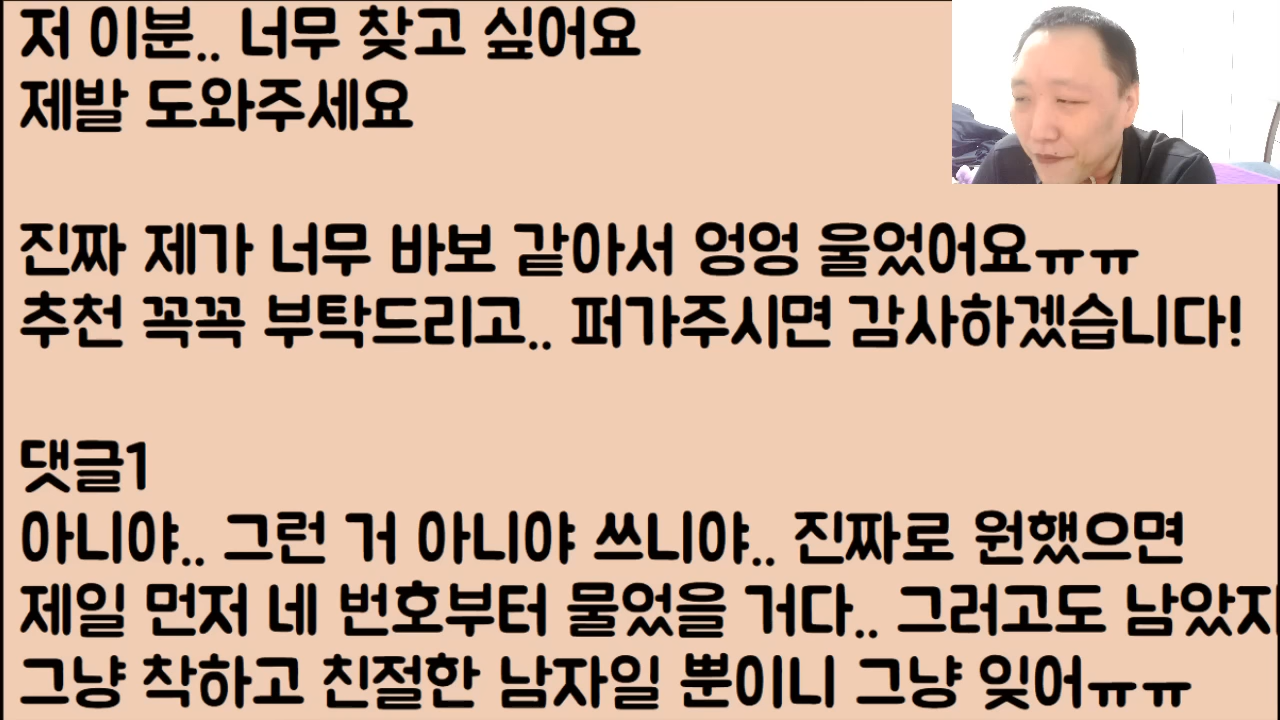 저 이분.. 너무 찾고 싶어요
제발 도와주세요
진짜 제가 너무 바보 같아서 엉엉 울었어요ㅠㅠ
추천 꼭꼭 부탁드리고.. 퍼가주시면 감사하겠습니다!
댓글1
아니야.. 그런 거 아니야 쓰니야.. 진짜로 원했으면
제일 먼저 네 번호부터 물었을 거다.. 그러고도 남았지
그냥 착하고 친절한 남자일 뿐이니 그냥 잊어ㅠㅠ